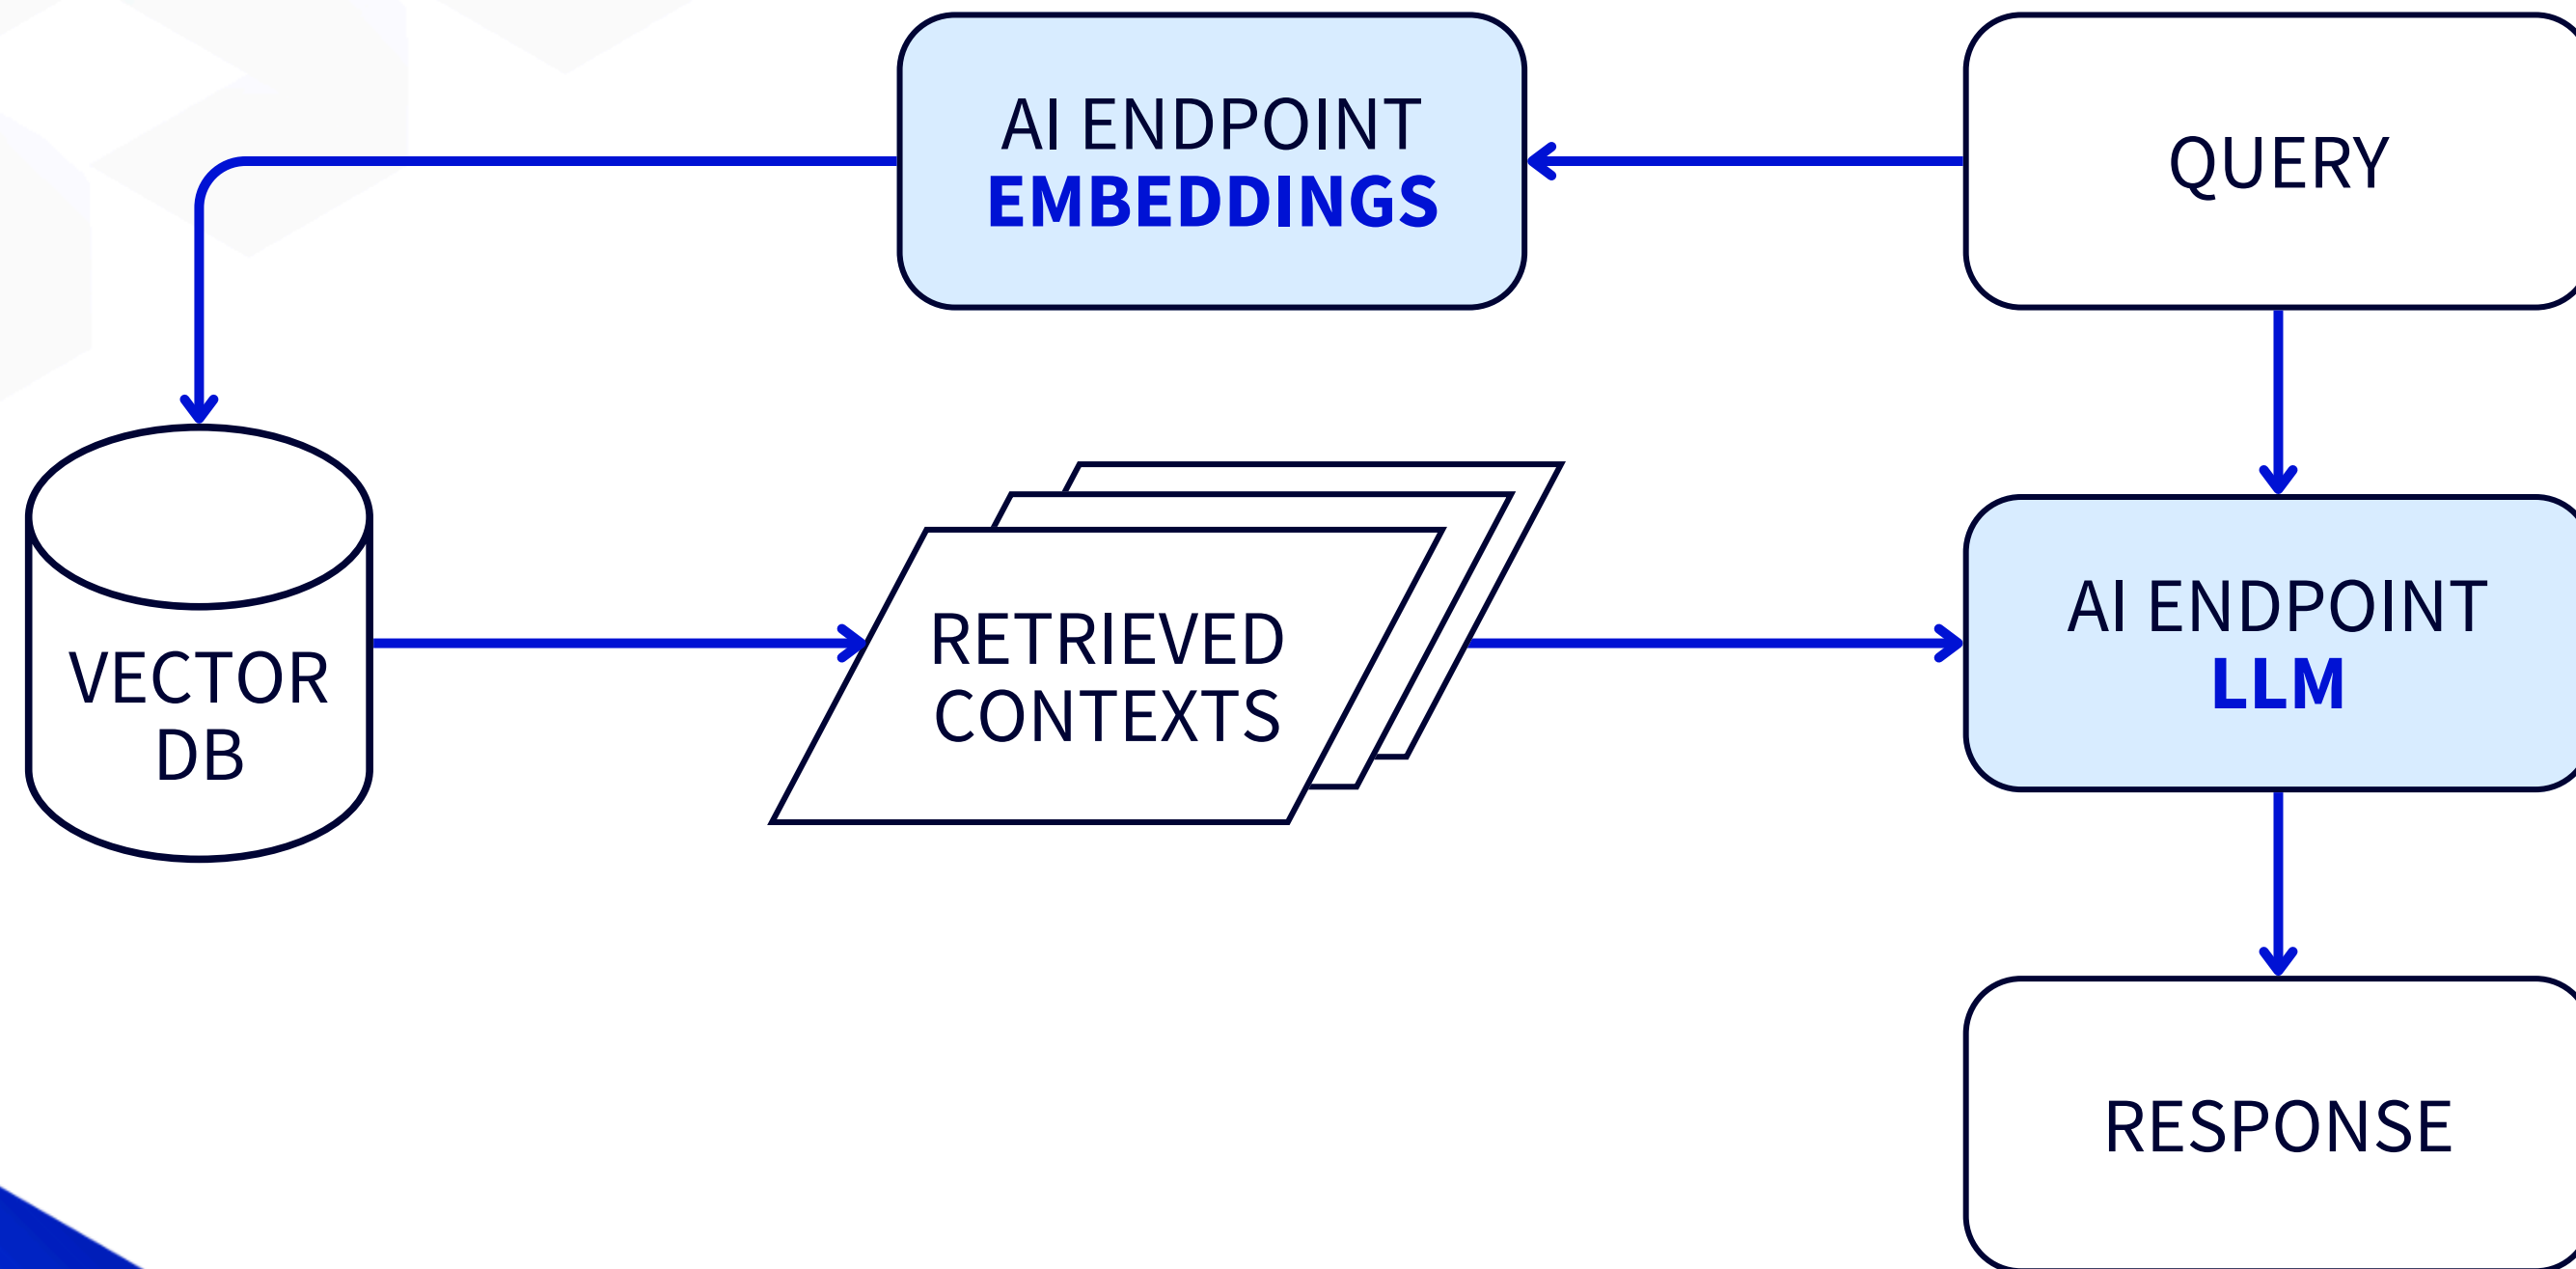 AI ENDPOINT
EMBEDDINGS
QUERY
VECTOR
DB
RETRIEVED
CONTEXTS
AI ENDPOINT
LLM
RESPONSE